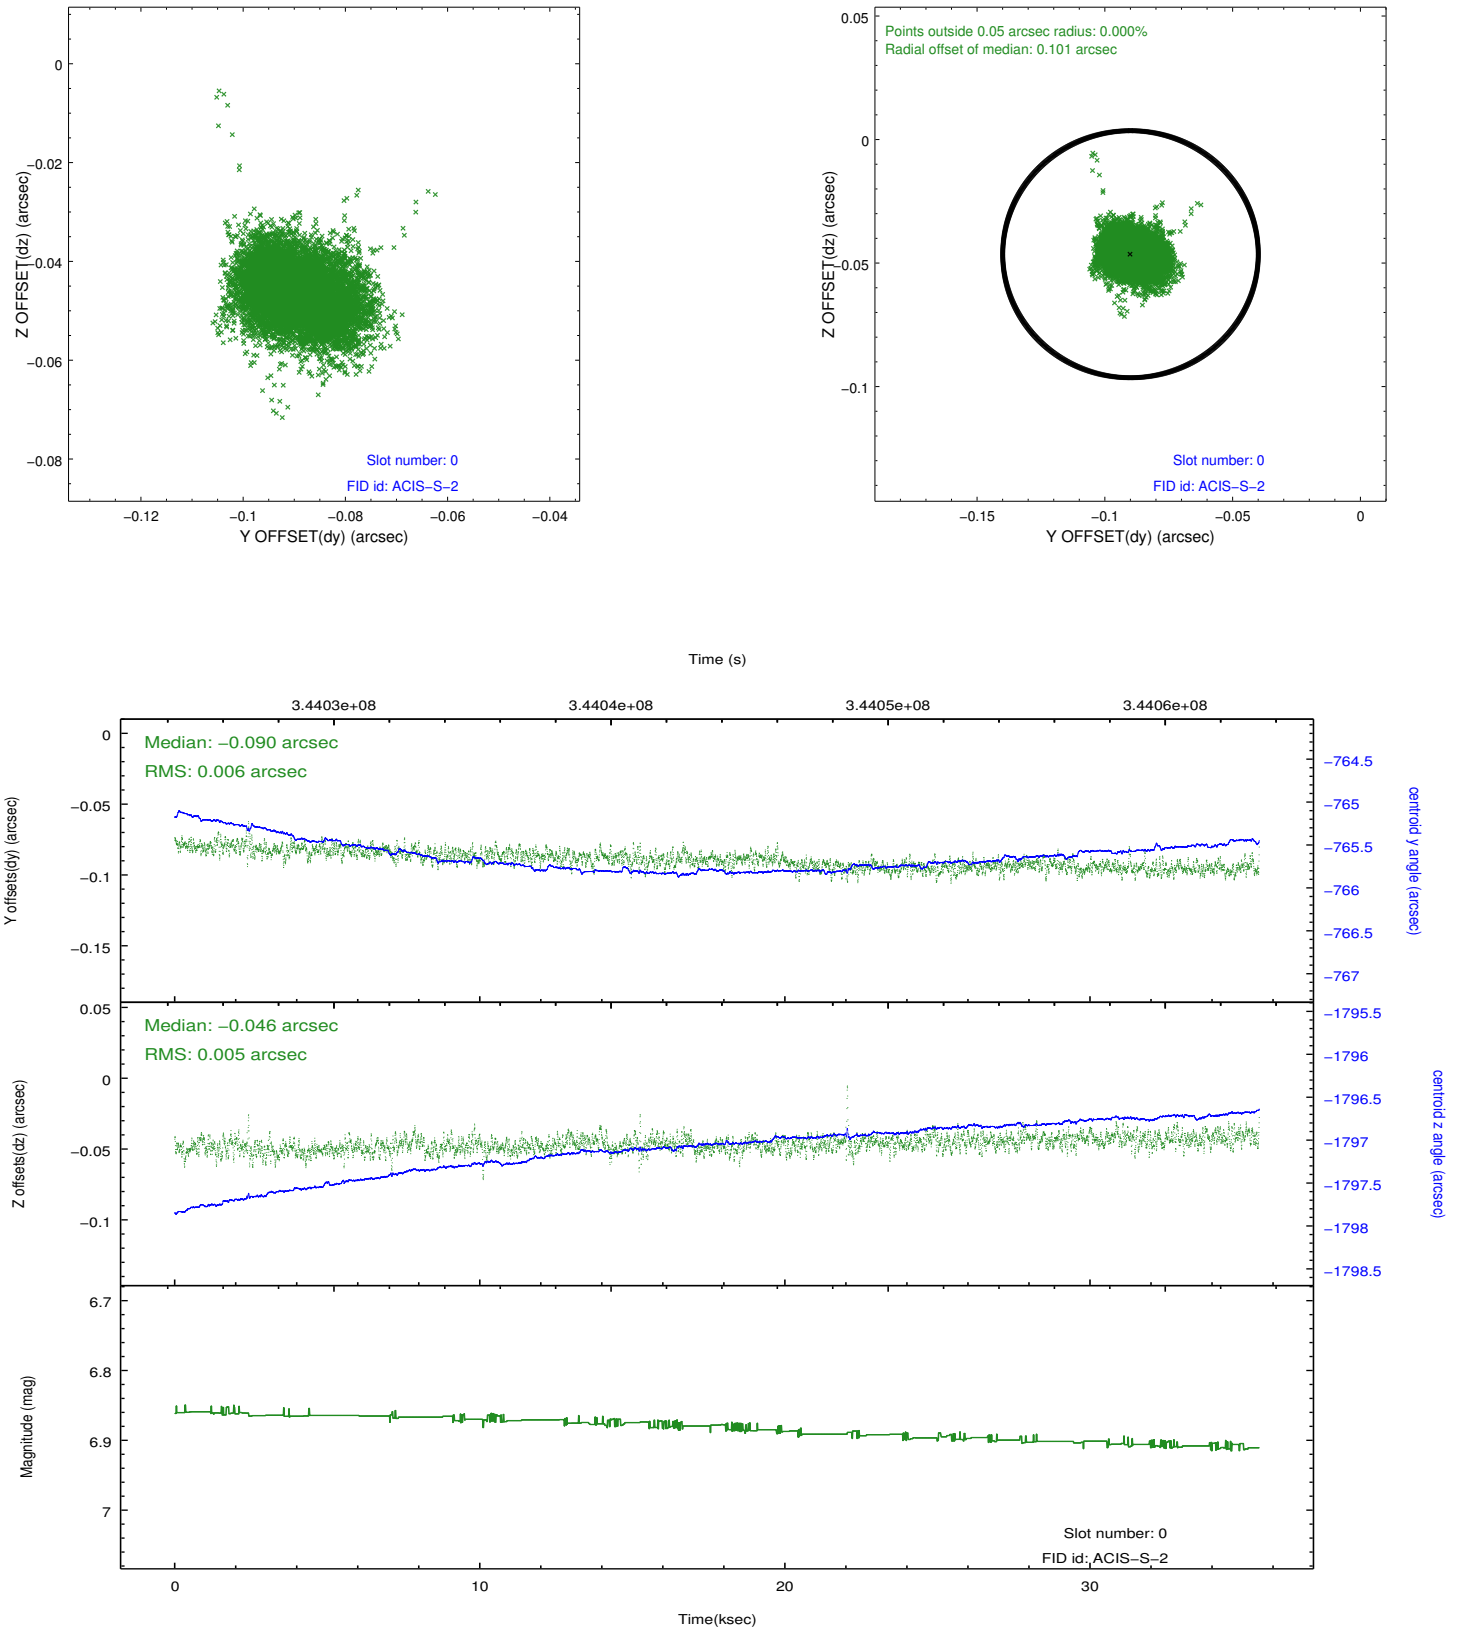 0
−0.02
−0.04
−0.06
−0.08
Z OFFSET(dz) (arcsec)
Slot number: 0
FID id: ACIS−S−2
−0.12 −0.1 −0.08 −0.06 −0.04
Y OFFSET(dy) (arcsec)
Points outside 0.05 arcsec radius: 0.000%
Radial offset of median: 0.101 arcsec
0.05
0
−0.05
−0.1
Z OFFSET(dz) (arcsec)
Slot number: 0
FID id: ACIS−S−2
−0.15 −0.1 −0.05 0
Y OFFSET(dy) (arcsec)
Time (s)
3.4403e+08 3.4404e+08 3.4405e+08 3.4406e+08
Median: −0.090 arcsec
RMS: 0.006 arcsec
0
−0.05
−0.1
−0.15
Y offsets(dy) (arcsec)
−764.5
−765
−765.5
−766
−766.5
−767
centroid y angle (arcsec)
Median: −0.046 arcsec
RMS: 0.005 arcsec
0.05
0
−0.05
−0.1
Z offsets(dz) (arcsec)
−1795.5
−1796
−1796.5
−1797
−1797.5
−1798
−1798.5
centroid z angle (arcsec)
6.7
6.8
6.9
7
Magnitude (mag)
Slot number: 0
FID id: ACIS−S−2
0 10 20 30
Time(ksec)